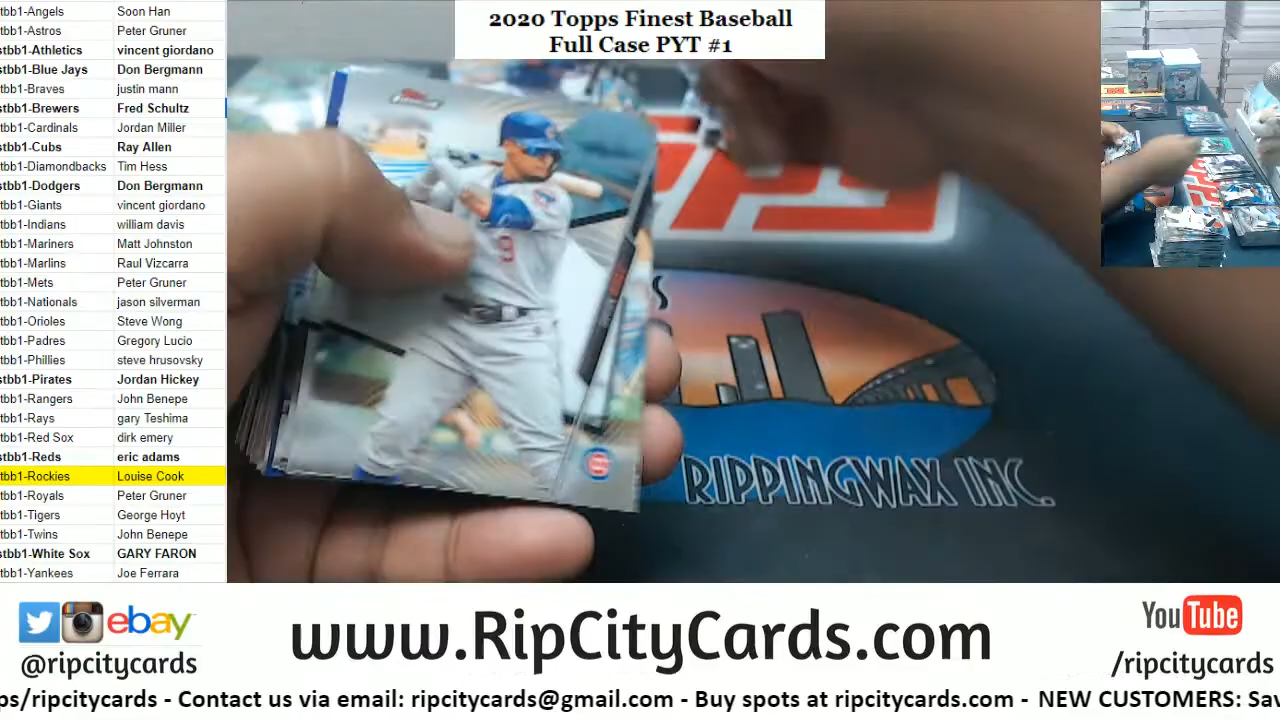 2020 Topps Finest Baseball
Full Case PYT #1
stbb1-Angels Soon Han
tbb1-Astros Peter Gruner
stbb1-Athletics vincent giordano
stbb1-Blue Jays Don Bergmann
tbb1-Braves justin mann
stbb1-Brewers Fred Schultz
tbb1-Cardinals Jordan Miller
stbb1-Cubs Ray Allen
tbb1-Diamondbacks Tim Hess
stbb1-Dodgers Don Bergmann
tbb1-Giants vincent giordano
tbb1-Indians william davis
tbb1-Mariners Matt Johnston
tbb1-Marlins Raul Vizcarra
tbb1-Mets Peter Gruner
tbb1-Nationals jason silverman
tbb1-Orioles Steve Wong
tbb1-Padres Gregory Lucio
tbb1-Phillies steve hrusovsky
stbb1-Pirates Jordan Hickey
tbb1-Rangers John Benepe
tbb1-Rays gary Teshima
tbb1-Red Sox dirk emery
stbb1-Reds eric adams
stbb1-Rockies Louise Cook
tbb1-Royals Peter Gruner
tbb1-Tigers George Hoyt
tbb1-Twins John Benepe
stbb1-White Sox GARY FARON
tbb1-Yankees Joe Ferrara
9
S
RIPPINGWAX INC.
ebay
@ripcitycards
www.RipCityCards.com
YouTube
/ripcitycards
ps/ripcitycards - Contact us via email: ripcitycards@gmail.com - Buy spots at ripcitycards.com - NEW CUSTOMERS: Sav